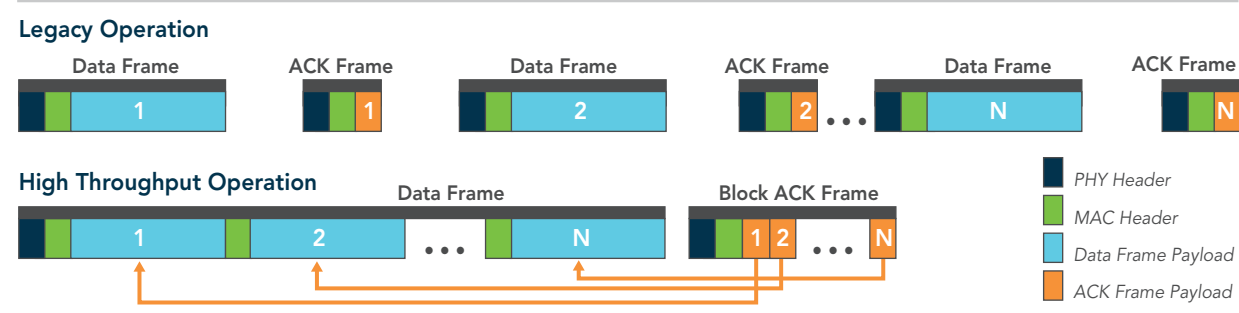 Legacy Operation
Data Frame ACK Frame Data Frame ACK Frame Data Frame ACK Frame
1 1 2 2 ... N N
High Throughput Operation
Data Frame Block ACK Frame
1 2 ... N 1 2 ... N
PHY Header
MAC Header
Data Frame Payload
ACK Frame Payload